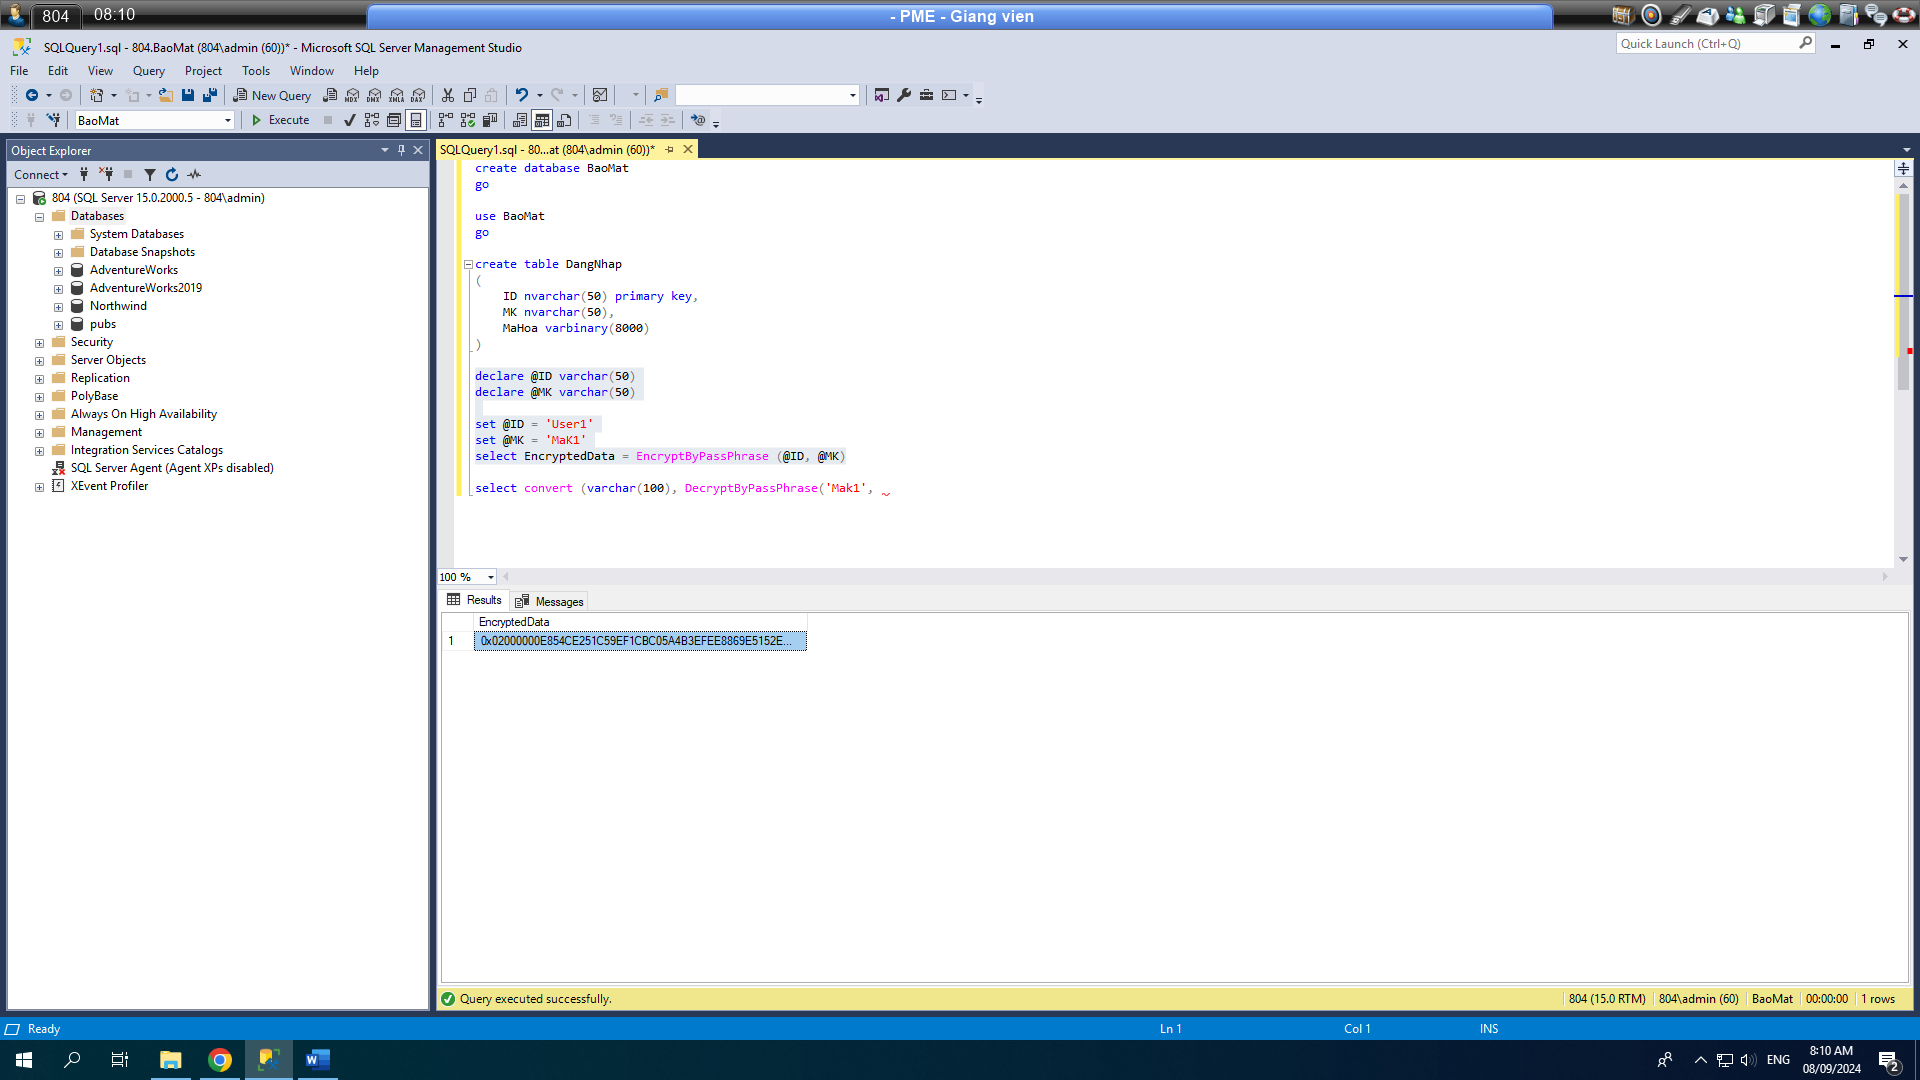 804
08:10
- PME - Giang vien
SQLQuery1.sql - 804.BaoMat (804\admin (60))* - Microsoft SQL Server Management Studio
Quick Launch (Ctrl+Q)
File Edit View Query Project Tools Window Help
New Query
MDX DMX XMLA DAX
BaoMat
Execute
Object Explorer
Connect
804 (SQL Server 15.0.2000.5 - 804\admin)
Databases
System Databases
Database Snapshots
AdventureWorks
AdventureWorks2019
Northwind
pubs
Security
Server Objects
Replication
PolyBase
Always On High Availability
Management
Integration Services Catalogs
SQL Server Agent (Agent XPs disabled)
XEvent Profiler
SQLQuery1.sql - 80...at (804\admin (60))*
create database BaoMat
go
use BaoMat
go
create table DangNhap
(
ID nvarchar(50) primary key,
MK nvarchar(50),
MaHoa varbinary(8000)
)
declare @ID varchar(50)
declare @MK varchar(50)
set @ID = 'User1'
set @MK = 'MaK1'
select EncryptedData = EncryptByPassPhrase (@ID, @MK)
select convert (varchar(100), DecryptByPassPhrase('Mak1',
100 %
Results Messages
EncryptedData
1 0x02000000E854CE251C59EF1CBC05A4B3EFEE8869E5152E...
Query executed successfully.
804 (15.0 RTM) 804\admin (60) BaoMat 00:00:00 1 rows
Ready
Ln 1 Col 1 INS
ENG
8:10 AM
08/09/2024
2